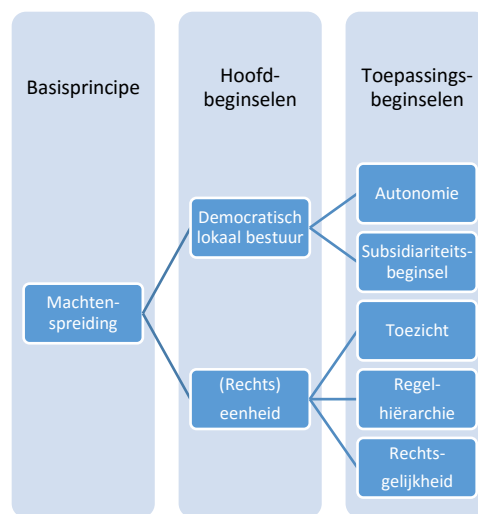 Basisprincipe
Hoofd-
beginselen
Toepassings-
beginselen
Machten-
spreiding
Democratisch
lokaal bestuur
(Rechts)
eenheid
Autonomie
Subsidiariteits-
beginsel
Toezicht
Regel-
hiërarchie
Rechts-
gelijkheid